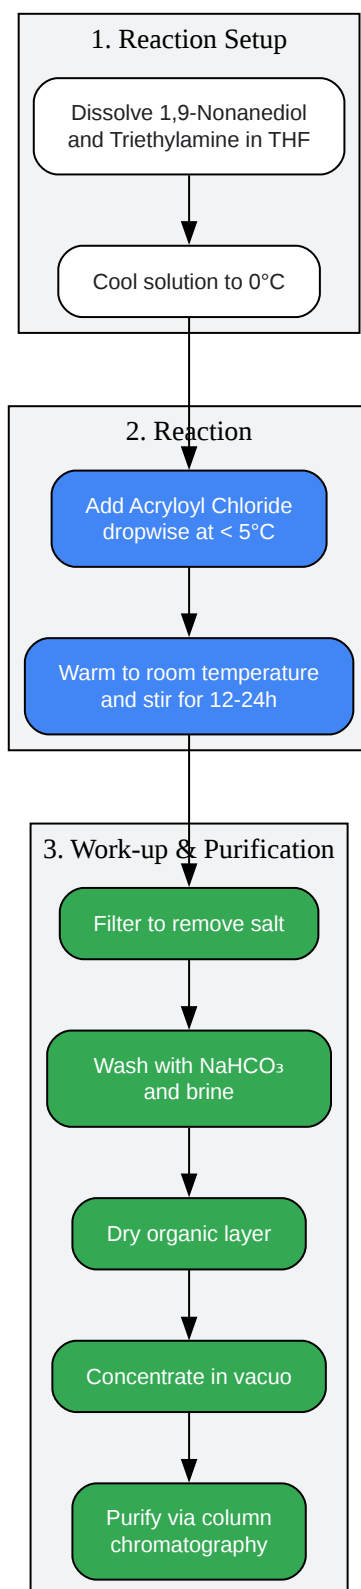 1. Reaction Setup
Dissolve 1,9-Nonanediol
and Triethylamine in THF
Cool solution to 0°C
2. Reaction
Add Acryloyl Chloride
dropwise at < 5°C
Warm to room temperature
and stir for 12-24h
3. Work-up & Purification
Filter to remove salt
Wash with NaHCO₃
and brine
Dry organic layer
Concentrate in vacuo
Purify via column
chromatography